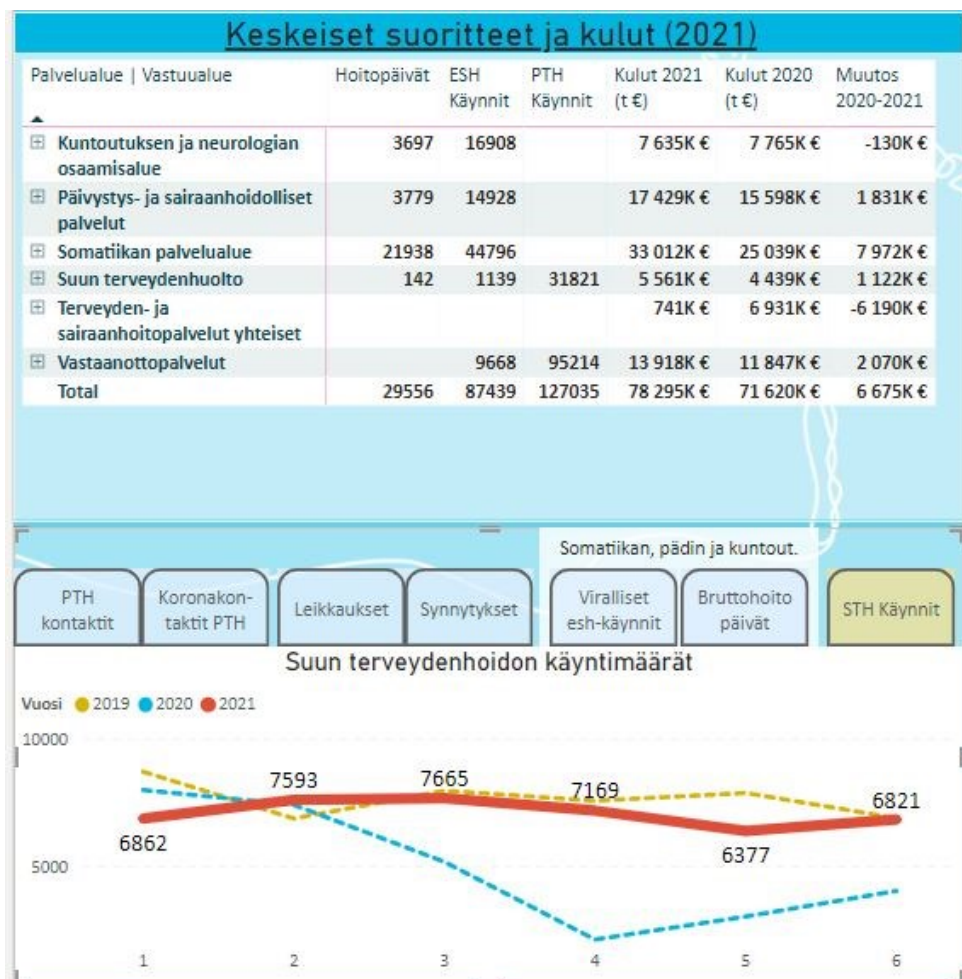 Keskeiset suoritteet ja kulut (2021)
Palvelualue | Vastuualue Hoitopäivät ESH Käynnit PTH Käynnit Kulut 2021 (t €) Kulut 2020 (t €) Muutos 2020-2021
Kuntoutuksen ja neurologian osaamisalue 3697 16908 7 635K € 7 765K € -130K €
Päivystys- ja sairaanhoidolliset palvelut 3779 14928 17 429K € 15 598K € 1 831K €
Somatiikan palvelualue 21938 44796 33 012K € 25 039K € 7 972K €
Suun terveydenhuolto 142 1139 31821 5 561K € 4 439K € 1 122K €
Terveyden- ja sairaanhoitopalvelut yhteiset 741K € 6 931K € -6 190K €
Vastaanottopalvelut 9668 95214 13 918K € 11 847K € 2 070K €
Total 29556 87439 127035 78 295K € 71 620K € 6 675K €
Somatiikan, pädin ja kuntout.
PTH kontaktit
Koronakon-
taktit PTH
Leikkaukset
Synnytykset
Viralliset
esh-käynnit
Bruttohoito
päivät
STH Käynnit
Suun terveydenhoidon käyntimäärät
Vuosi 2019 2020 2021
10000
7593 7665 7169 6821
6862 6377
5000
1 2 3 4 5 6